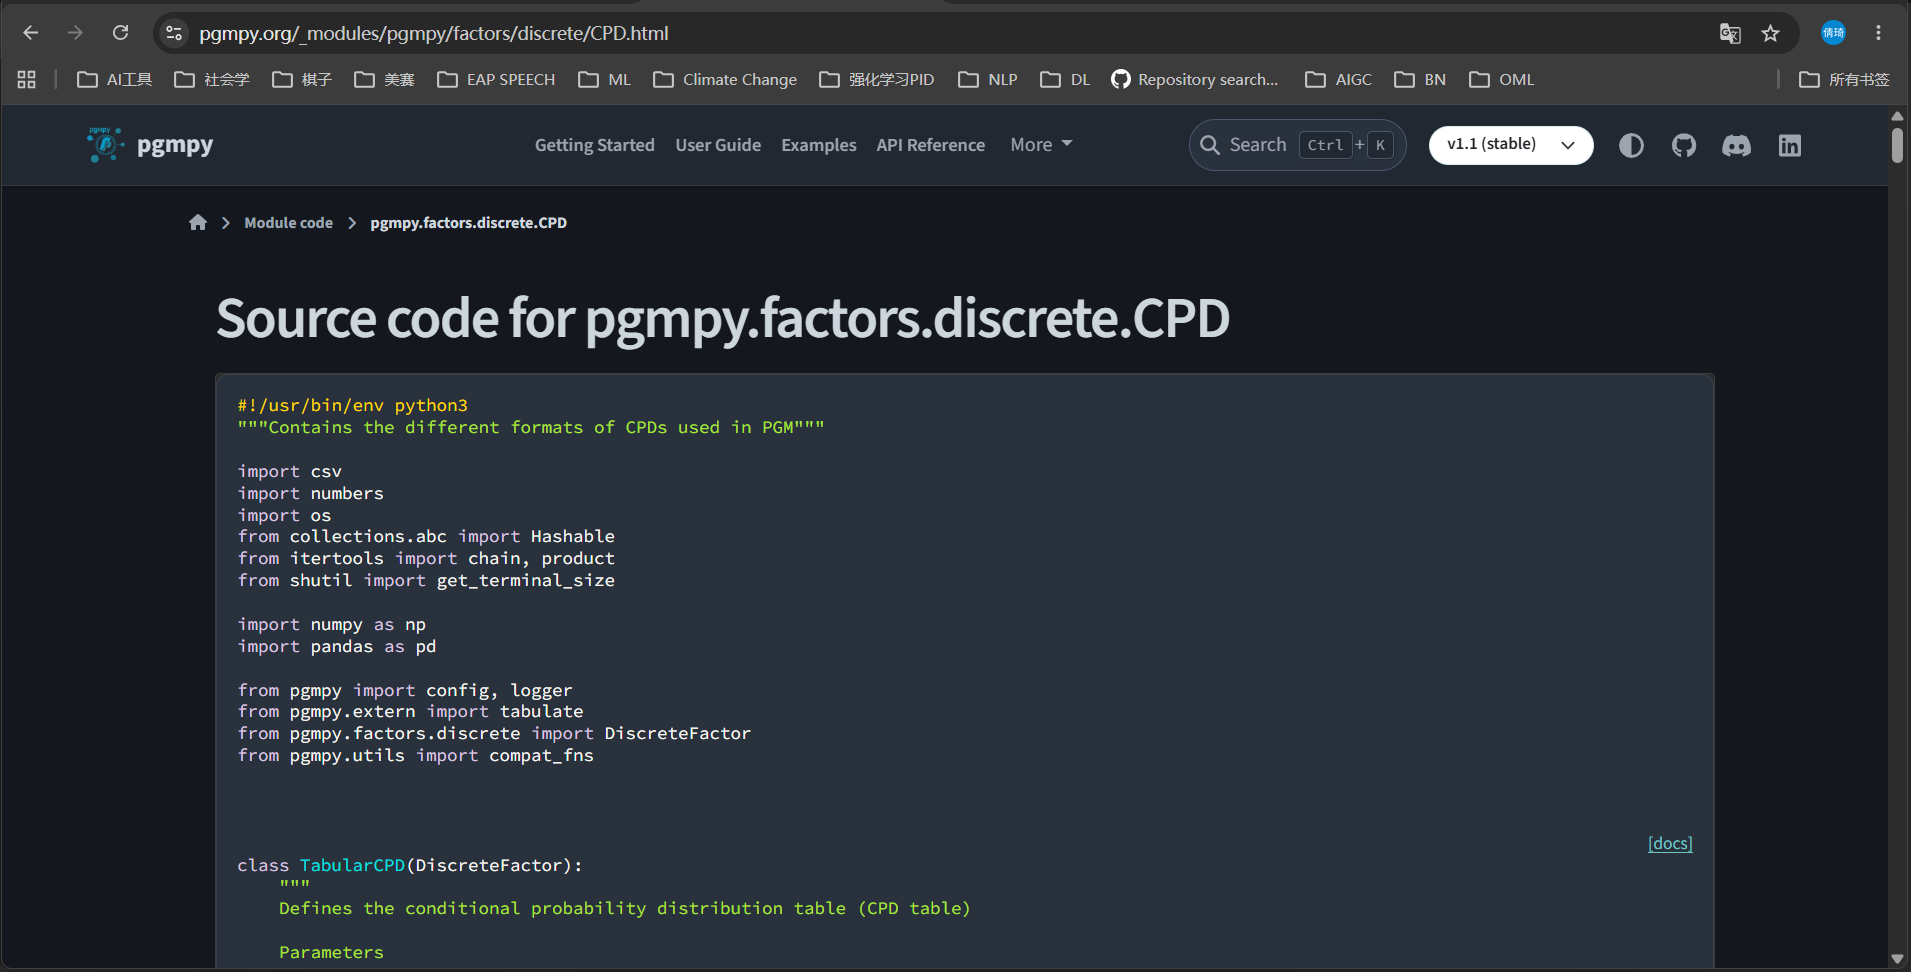 pgmpy.org/_modules/pgmpy/factors/discrete/CPD.html
倩琦
AI工具 社会学 棋子 美赛 EAP SPEECH ML Climate Change 强化学习PID NLP DL Repository search... AIGC BN OML 所有书签
pgmpy
pgmpy
Getting Started User Guide Examples API Reference More
Search Ctrl + K
v1.1 (stable)
Module code pgmpy.factors.discrete.CPD
Source code for pgmpy.factors.discrete.CPD
#!/usr/bin/env python3
"""Contains the different formats of CPDs used in PGM"""
import csv
import numbers
import os
from collections.abc import Hashable
from itertools import chain, product
from shutil import get_terminal_size
import numpy as np
import pandas as pd
from pgmpy import config, logger
from pgmpy.extern import tabulate
from pgmpy.factors.discrete import DiscreteFactor
from pgmpy.utils import compat_fns
[docs]
class TabularCPD(DiscreteFactor):
"""
Defines the conditional probability distribution table (CPD table)
Parameters